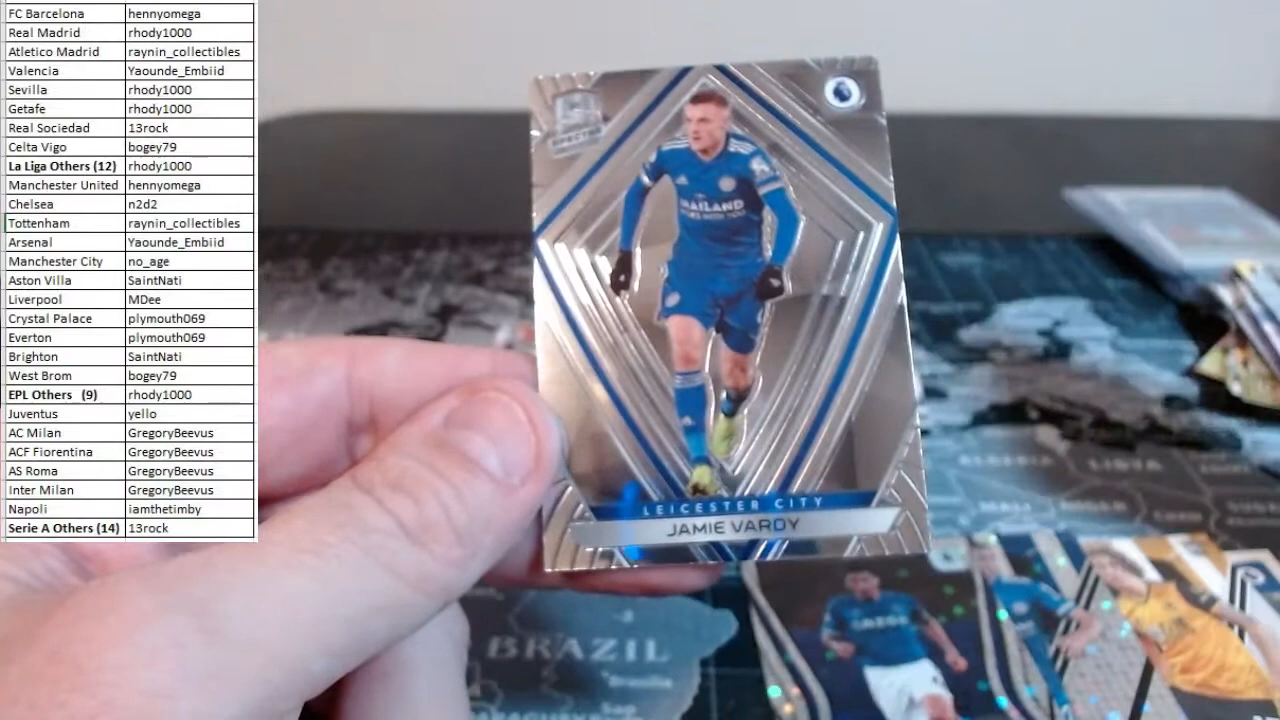 FC Barcelona hennyomega
Real Madrid rhody1000
Atletico Madrid raynin_collectibles
Valencia Yaounde_Embiid
Sevilla rhody1000
Getafe rhody1000
Real Sociedad 13rock
Celta Vigo bogey79
La Liga Others (12) rhody1000
Manchester United hennyomega
Chelsea n2d2
Tottenham raynin_collectibles
Arsenal Yaounde_Embiid
Manchester City no_age
Aston Villa SaintNati
Liverpool MDee
Crystal Palace plymouth069
Everton plymouth069
Brighton SaintNati
West Brom bogey79
EPL Others (9) rhody1000
Juventus yello
AC Milan GregoryBeevus
ACF Fiorentina GregoryBeevus
AS Roma GregoryBeevus
Inter Milan GregoryBeevus
Napoli iamthetimby
Serie A Others (14) 13rock
SPECTRA
LEICESTER CITY
JAMIE VARDY
LIBYA
BRAZIL